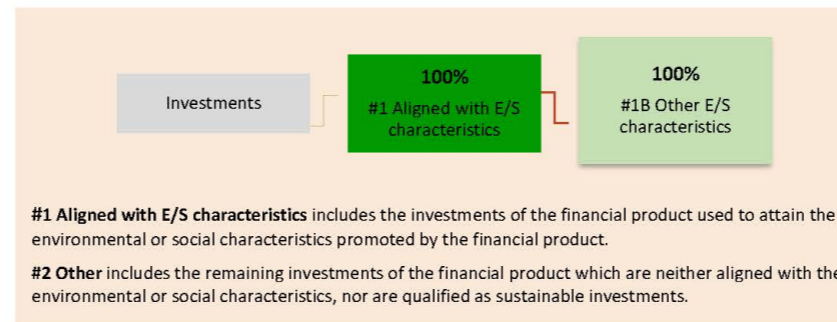 Investments
100%
#1 Aligned with E/S
characteristics
100%
#1B Other E/S
characteristics
#1 Aligned with E/S characteristics includes the investments of the financial product used to attain the
environmental or social characteristics promoted by the financial product.
#2 Other includes the remaining investments of the financial product which are neither aligned with the
environmental or social characteristics, nor are qualified as sustainable investments.